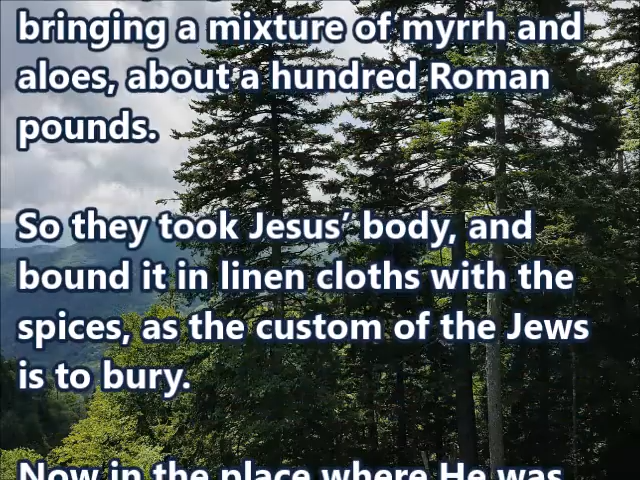 bringing a mixture of myrrh and
aloes, about a hundred Roman
pounds.
So they took Jesus’ body, and
bound it in linen cloths with the
spices, as the custom of the Jews
is to bury.
Now in the place where He was